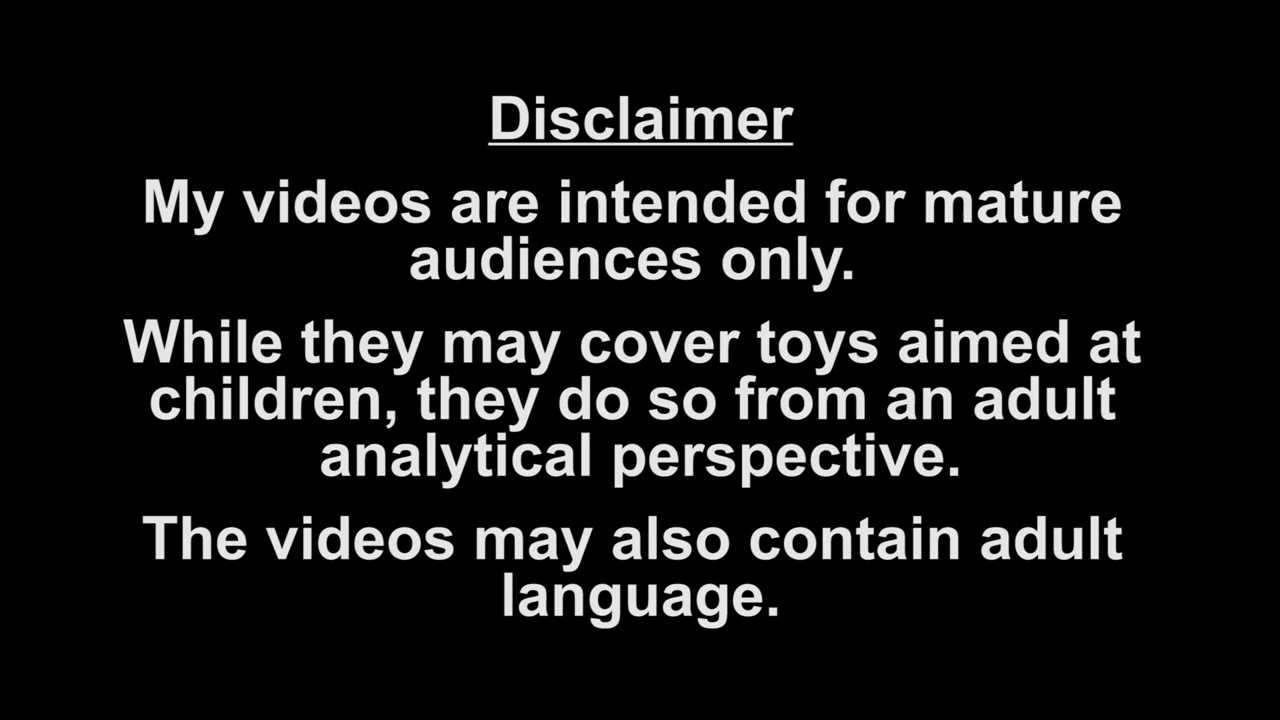 Disclaimer
My videos are intended for mature
audiences only.
While they may cover toys aimed at
children, they do so from an adult
analytical perspective.
The videos may also contain adult
language.